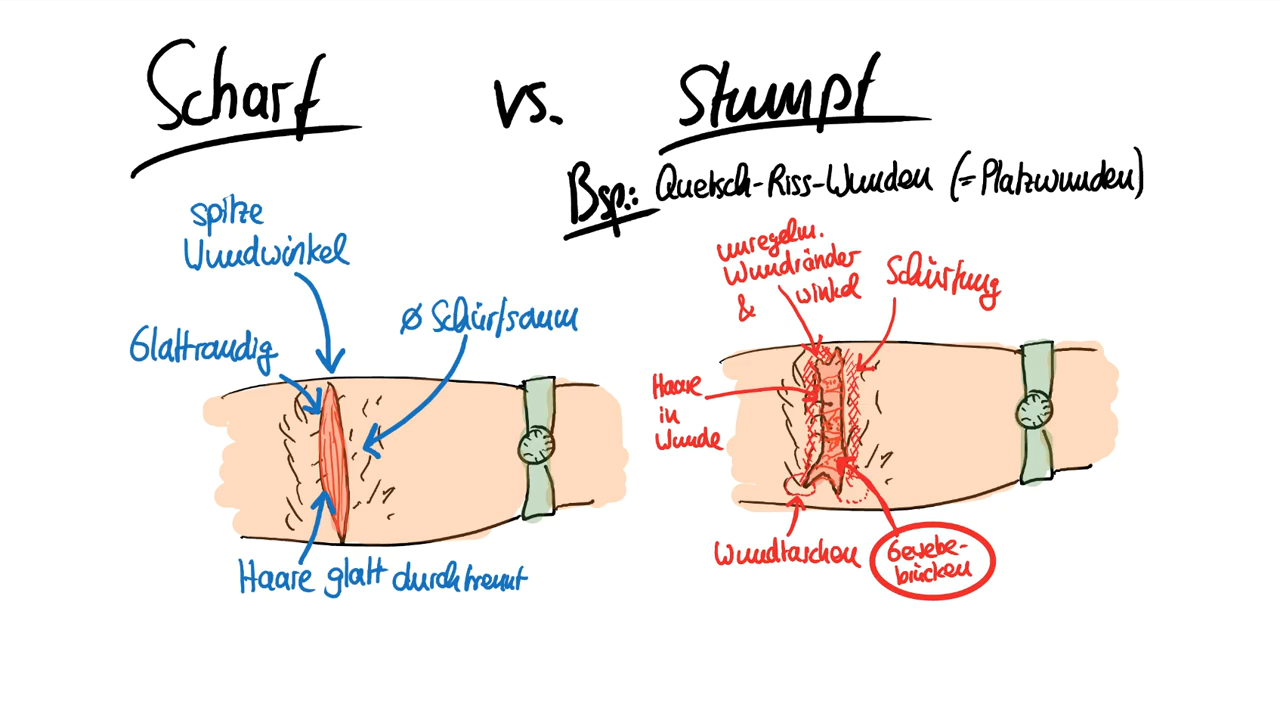 Scharf vs. Stumpf
Bsp.: Quetsch-Riss-Wunden (=Platzwunden)
spitze
Wundwinkel
Glattrandig
Ø Schürfsaum
Haare glatt durchtrennt
unregelm.
Wundränder
& winkel
Schürfung
Haare
in
Wunde
Wundtaschen
Gewebe-
brücken